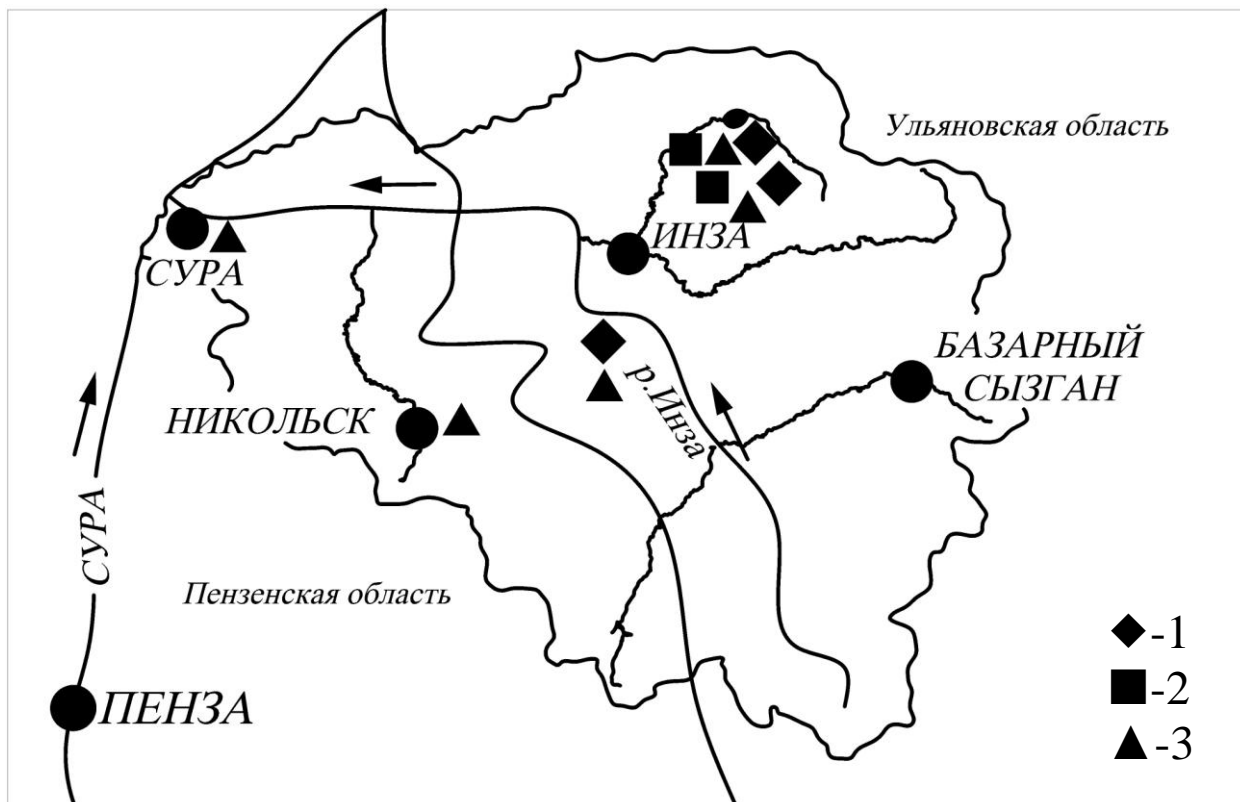 Ульяновская область
ИНЗА
СУРА
БАЗАРНЫЙ
СЫЗГАН
р.Инза
НИКОЛЬСК
СУРА
Пензенская область
ПЕНЗА
-1
-2
-3